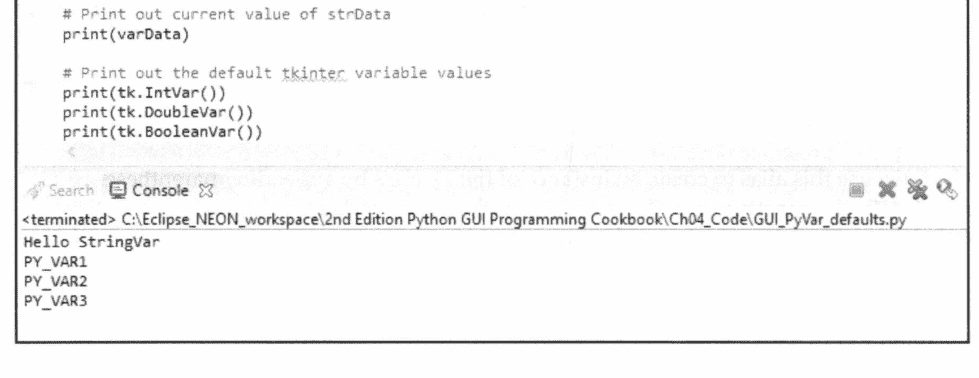 # Print out current value of strData
print(varData)
# Print out the default tkinter variable values
print(tk.IntVar())
print(tk.DoubleVar())
print(tk.BooleanVar())
Search Console
<terminated> C:\Eclipse_NEON_workspace\2nd Edition Python GUI Programming Cookbook\Ch04_Code\GUI_PyVar_defaults.py
Hello StringVar
PY_VAR1
PY_VAR2
PY_VAR3